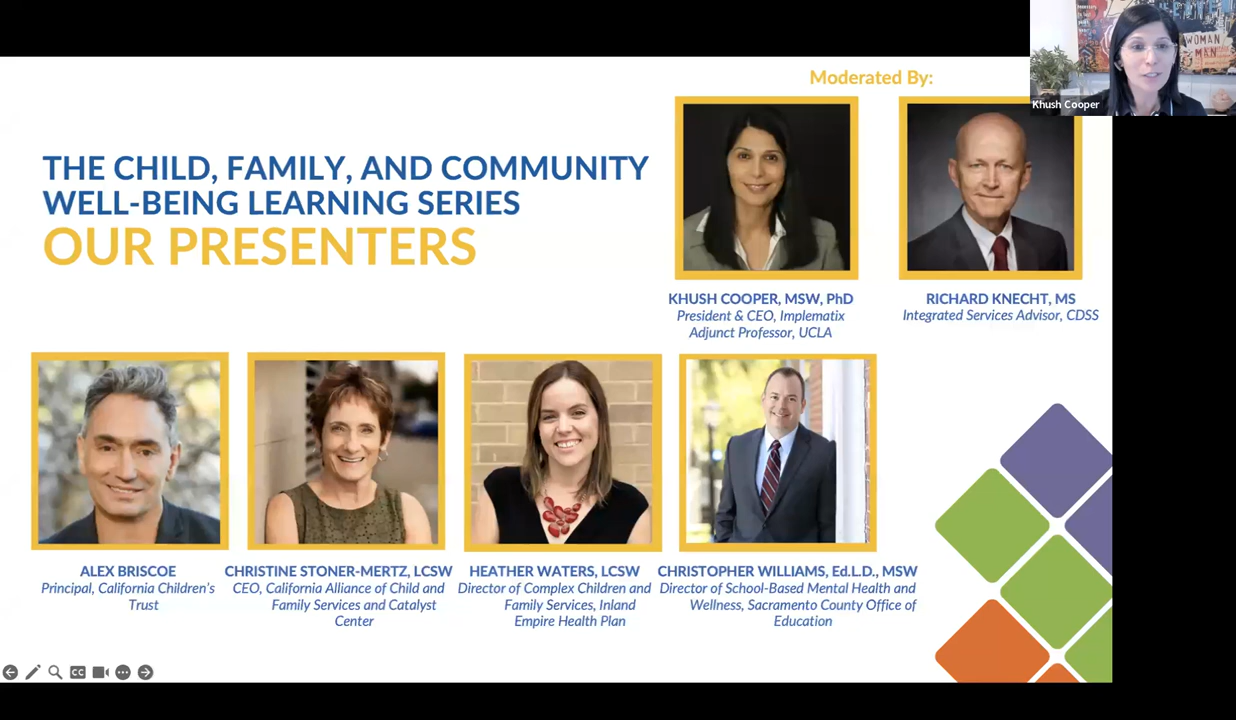 Moderated By:
WOMAN
MAN
Khush Cooper
THE CHILD, FAMILY, AND COMMUNITY
WELL-BEING LEARNING SERIES
OUR PRESENTERS
KHUSH COOPER, MSW, PhD
President & CEO, Implematix
Adjunct Professor, UCLA
RICHARD KNECHT, MS
Integrated Services Advisor, CDSS
ALEX BRISCOE
Principal, California Children's
Trust
CHRISTINE STONER-MERTZ, LCSW
CEO, California Alliance of Child and
Family Services and Catalyst
Center
HEATHER WATERS, LCSW
Director of Complex Children and
Family Services, Inland
Empire Health Plan
CHRISTOPHER WILLIAMS, Ed.L.D., MSW
Director of School-Based Mental Health and
Wellness, Sacramento County Office of
Education
CC